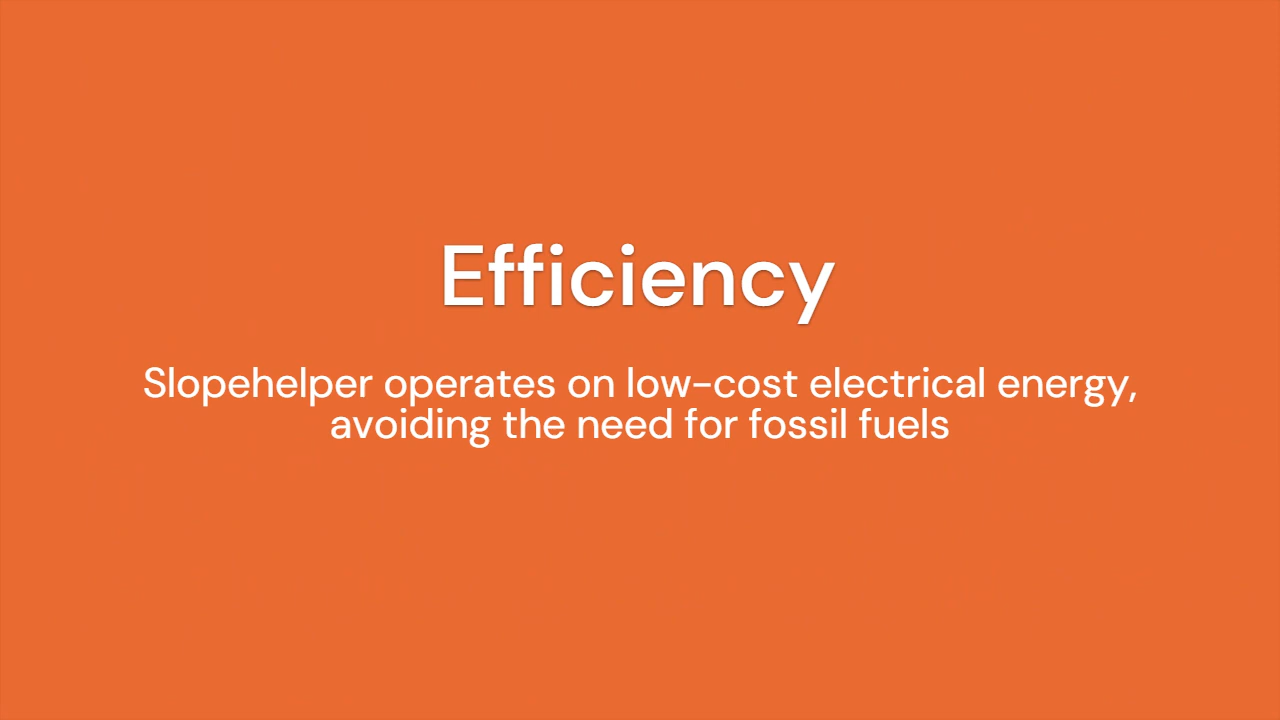 Efficiency
Slopehelper operates on low-cost electrical energy,
avoiding the need for fossil fuels